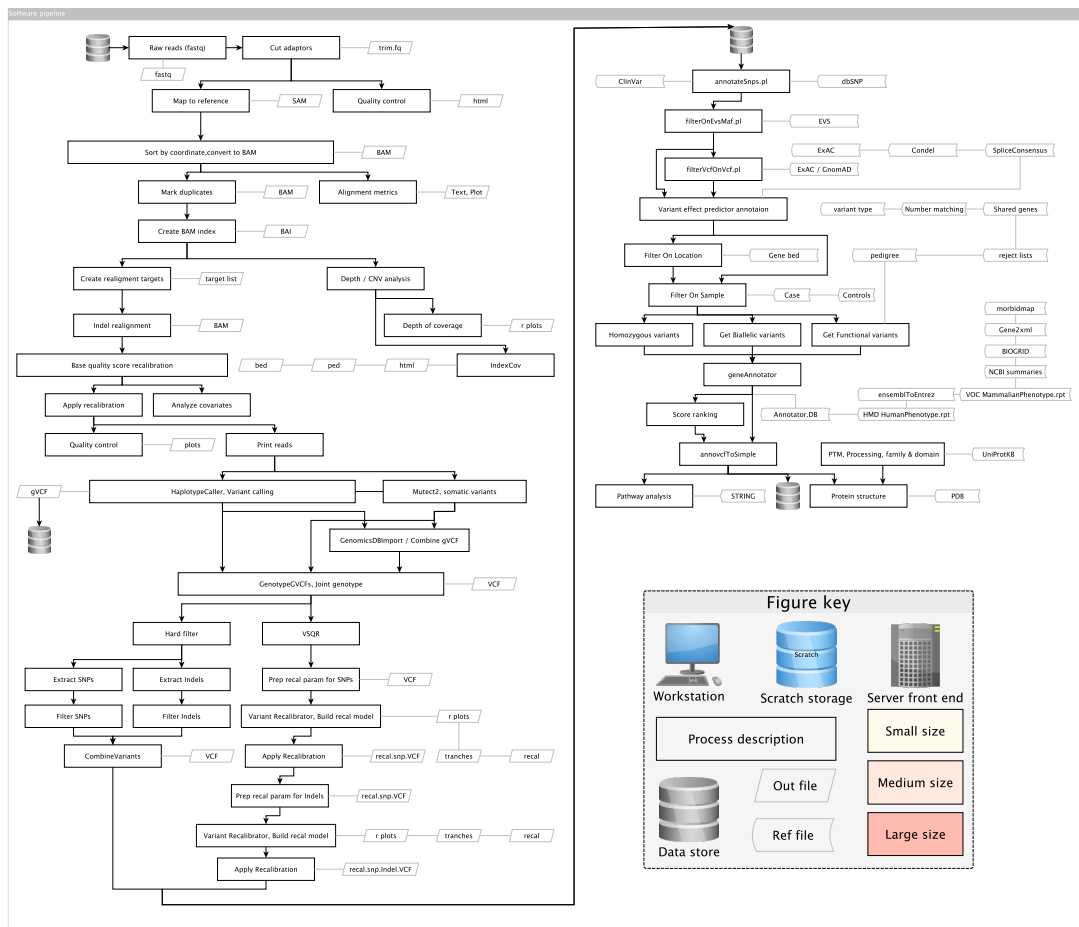 Software pipeline
Raw reads (fastq)
Cut adaptors
trim.fq
fastq
Map to reference
SAM
Quality control
html
Sort by coordinate,convert to BAM
BAM
Mark duplicates
BAM
Alignment metrics
Text, Plot
Create BAM index
BAI
Create realigment targets
target list
Depth / CNV analysis
Indel realignment
BAM
Depth of coverage
r plots
Base quality score recalibration
bed
ped
html
IndexCov
Apply recalibration
Analyze covariates
Quality control
plots
Print reads
gVCF
HaplotypeCaller, Variant calling
Mutect2, somatic variants
GenomicsDBImport / Combine gVCF
GenotypeGVCFs, Joint genotype
VCF
Hard filter
VSQR
Extract SNPs
Extract Indels
Prep recal param for SNPs
VCF
Filter SNPs
Filter Indels
Variant Recalibrator, Build recal model
r plots
CombineVariants
VCF
Apply Recalibration
recal.snp.VCF
tranches
recal
Prep recal param for Indels
recal.snp.VCF
Variant Recalibrator, Build recal model
r plots
tranches
recal
Apply Recalibration
recal.snp.Indel.VCF
ClinVar
annotateSnps.pl
dbSNP
filterOnEvsMaf.pl
EVS
ExAC
Condel
SpliceConsensus
filterVcfOnVcf.pl
ExAC / GnomAD
Variant effect predictor annotaion
variant type
Number matching
Shared genes
Filter On Location
Gene bed
pedigree
reject lists
Filter On Sample
Case
Controls
morbidmap
Homozygous variants
Get Biallelic variants
Get Functional variants
Gene2xml
BIOGRID
geneAnnotator
NCBI summaries
ensemblToEntrez
VOC MammalianPhenotype.rpt
Score ranking
Annotator.DB
HMD HumanPhenotype.rpt
annovcfToSimple
PTM, Processing, family & domain
UniProtKB
Pathway analysis
STRING
Protein structure
PDB
Figure key
Scratch
Workstation
Scratch storage
Server front end
Process description
Small size
Medium size
Out file
Ref file
Large size
Data store